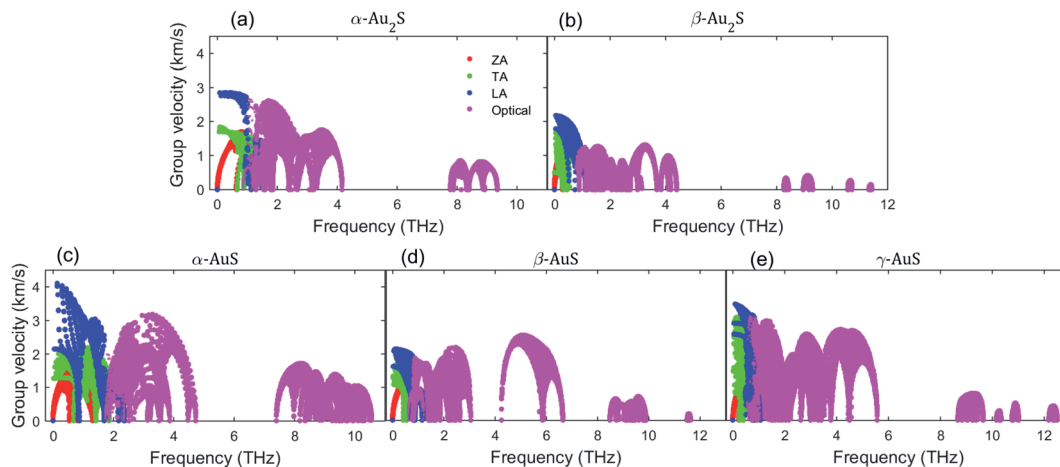 (a) α-Au₂S (b) β-Au₂S
Group velocity (km/s)
4
3
2
1
0
ZA
TA
LA
Optical
0 2 4 6 8 10 0 2 4 6 8 10 12
Frequency (THz) Frequency (THz)
(c) α-AuS (d) β-AuS (e) γ-AuS
Group velocity (km/s)
4
3
2
1
0
0 2 4 6 8 10 0 2 4 6 8 10 12 0 2 4 6 8 10 12
Frequency (THz) Frequency (THz) Frequency (THz)